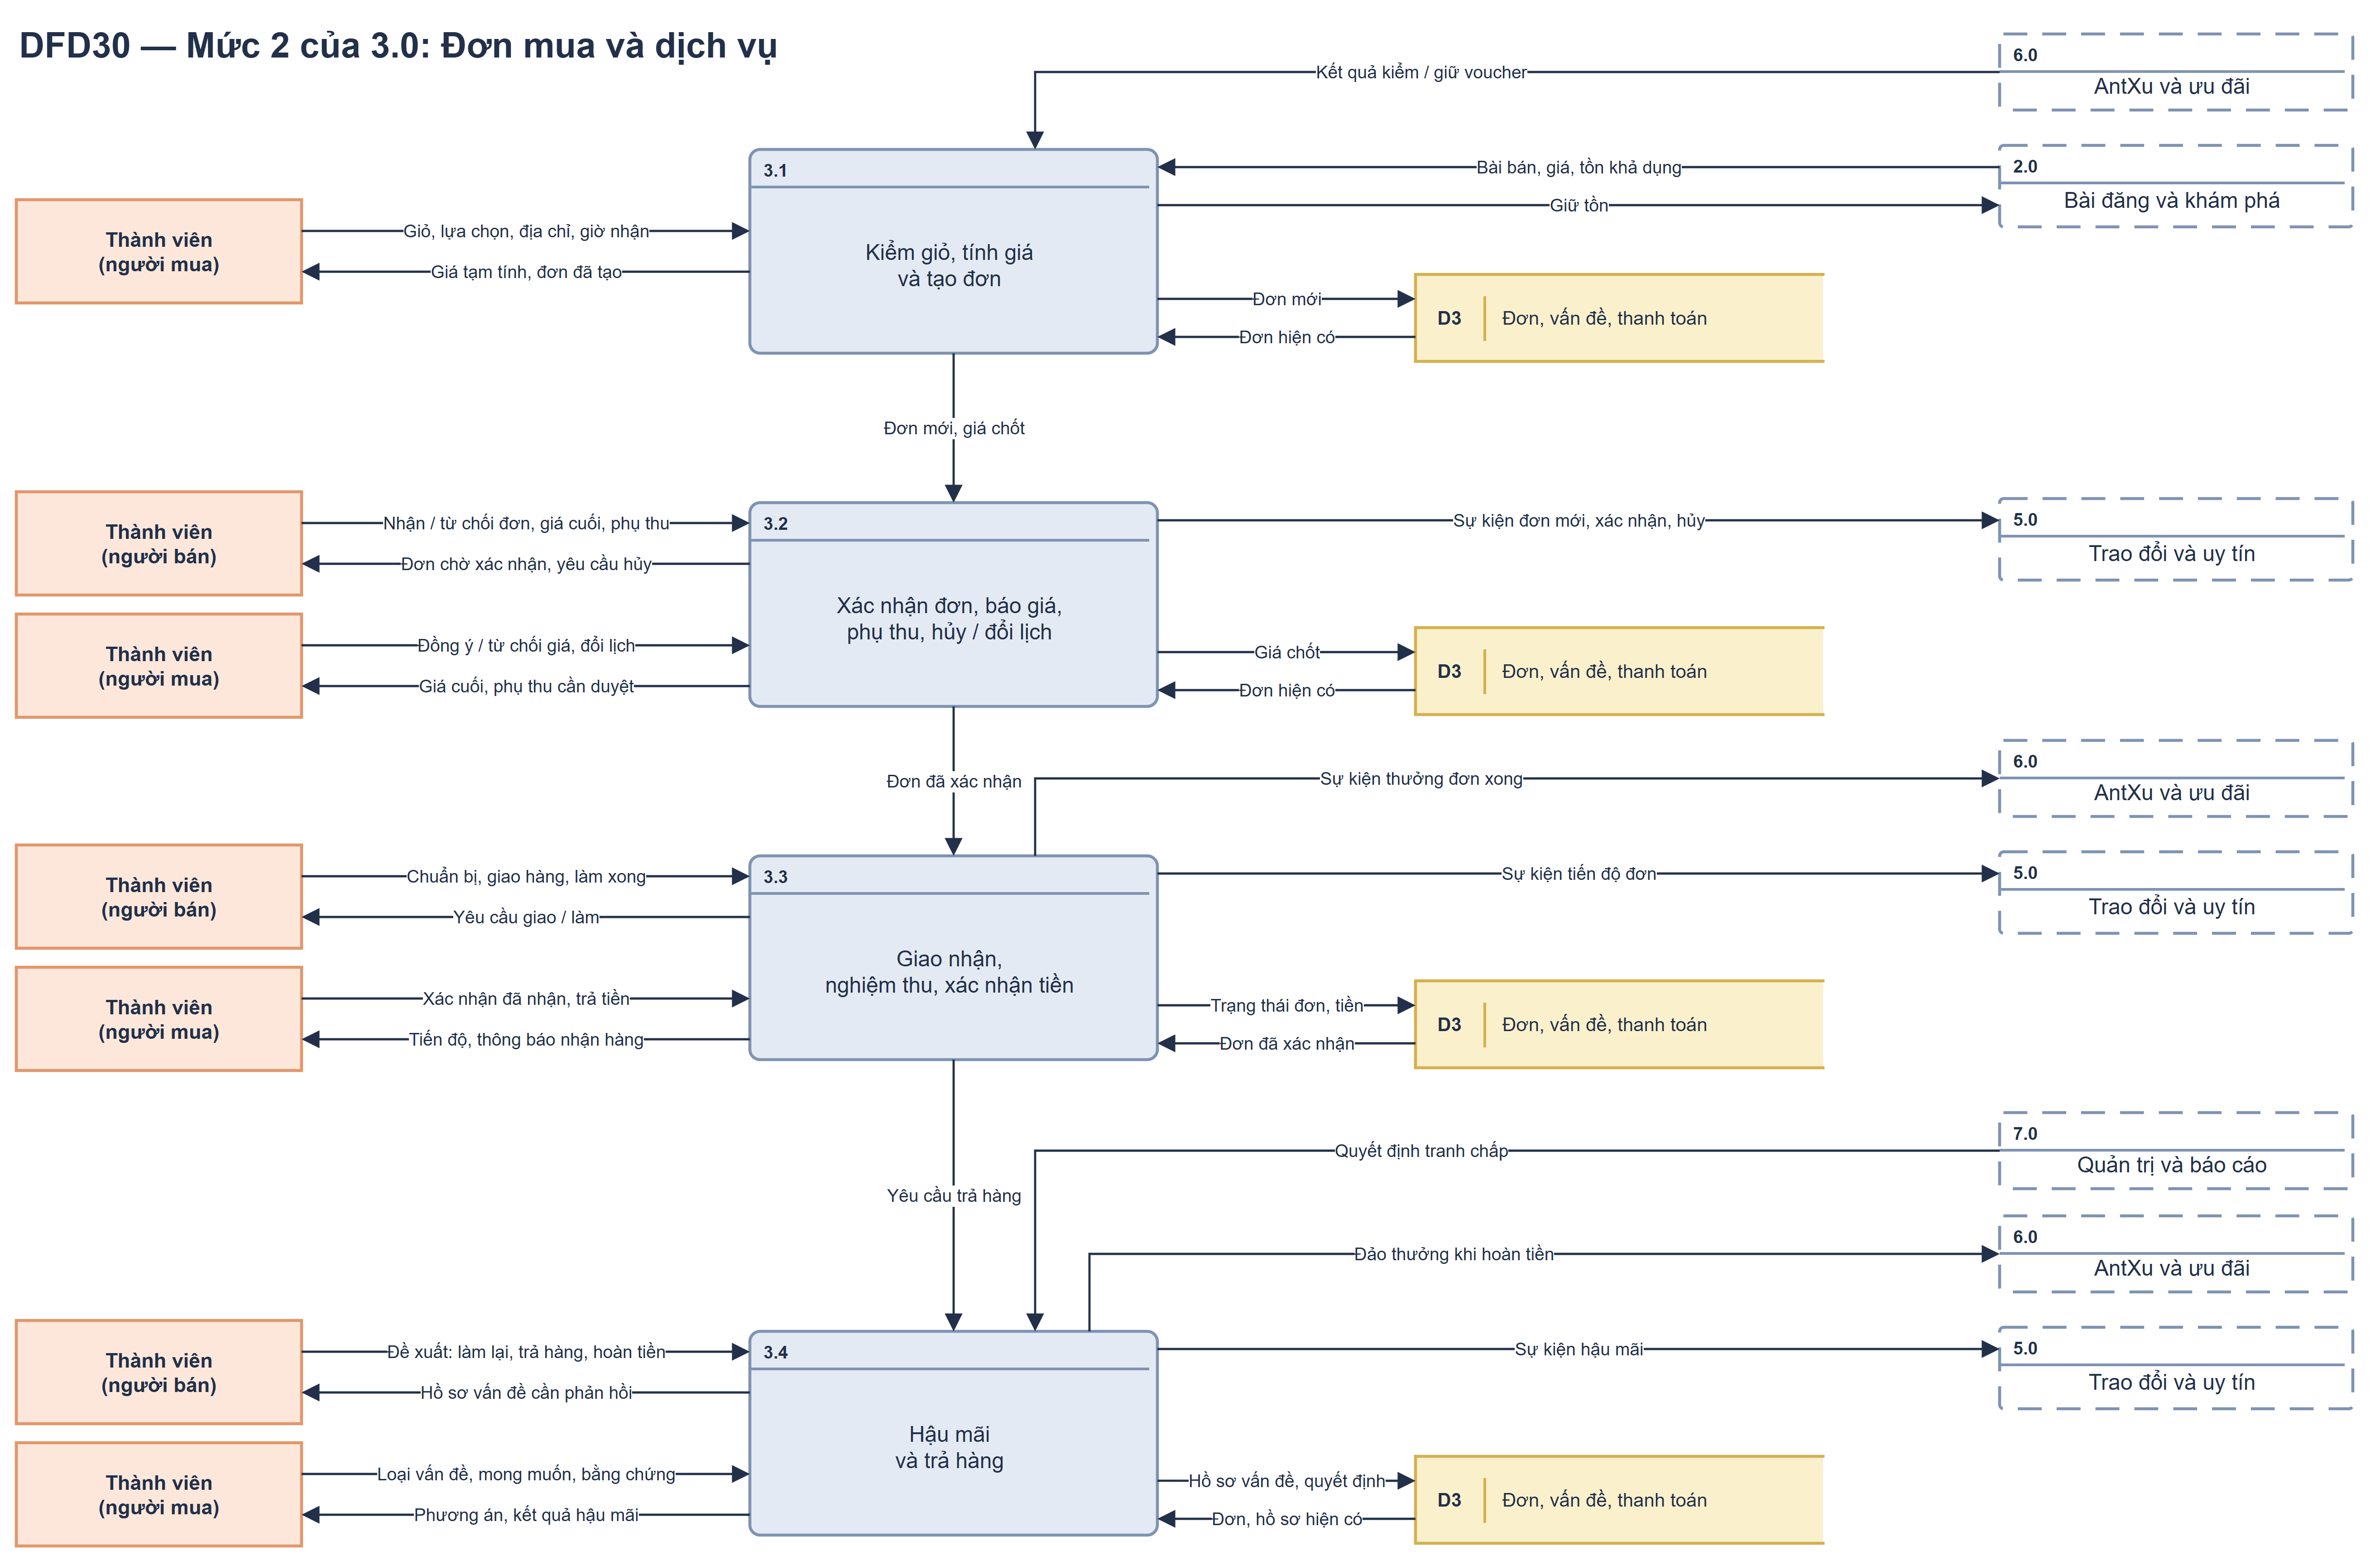 DFD30 — Mức 2 của 3.0: Đơn mua và dịch vụ
6.0
Kết quả kiểm / giữ voucher
AntXu và ưu đãi
3.1
Bài bán, giá, tồn khả dụng
2.0
Bài đăng và khám phá
Giữ tồn
Thành viên
(người mua)
Giỏ, lựa chọn, địa chỉ, giờ nhận
Giá tạm tính, đơn đã tạo
Kiểm giỏ, tính giá
và tạo đơn
Đơn mới
Đơn hiện có
D3
Đơn, vấn đề, thanh toán
Đơn mới, giá chốt
Thành viên
(người bán)
Nhận / từ chối đơn, giá cuối, phụ thu
Đơn chờ xác nhận, yêu cầu hủy
3.2
Sự kiện đơn mới, xác nhận, hủy
5.0
Trao đổi và uy tín
Xác nhận đơn, báo giá,
phụ thu, hủy / đổi lịch
Thành viên
(người mua)
Đồng ý / từ chối giá, đổi lịch
Giá cuối, phụ thu cần duyệt
Giá chốt
Đơn hiện có
D3
Đơn, vấn đề, thanh toán
Đơn đã xác nhận
Sự kiện thưởng đơn xong
6.0
AntXu và ưu đãi
Thành viên
(người bán)
Chuẩn bị, giao hàng, làm xong
Yêu cầu giao / làm
3.3
Sự kiện tiến độ đơn
5.0
Trao đổi và uy tín
Giao nhận,
nghiệm thu, xác nhận tiền
Thành viên
(người mua)
Xác nhận đã nhận, trả tiền
Tiến độ, thông báo nhận hàng
Trạng thái đơn, tiền
Đơn đã xác nhận
D3
Đơn, vấn đề, thanh toán
7.0
Quyết định tranh chấp
Quản trị và báo cáo
Yêu cầu trả hàng
6.0
Đảo thưởng khi hoàn tiền
AntXu và ưu đãi
Thành viên
(người bán)
Đề xuất: làm lại, trả hàng, hoàn tiền
Hồ sơ vấn đề cần phản hồi
3.4
Sự kiện hậu mãi
5.0
Trao đổi và uy tín
Hậu mãi
và trả hàng
Thành viên
(người mua)
Loại vấn đề, mong muốn, bằng chứng
Phương án, kết quả hậu mãi
Hồ sơ vấn đề, quyết định
Đơn, hồ sơ hiện có
D3
Đơn, vấn đề, thanh toán